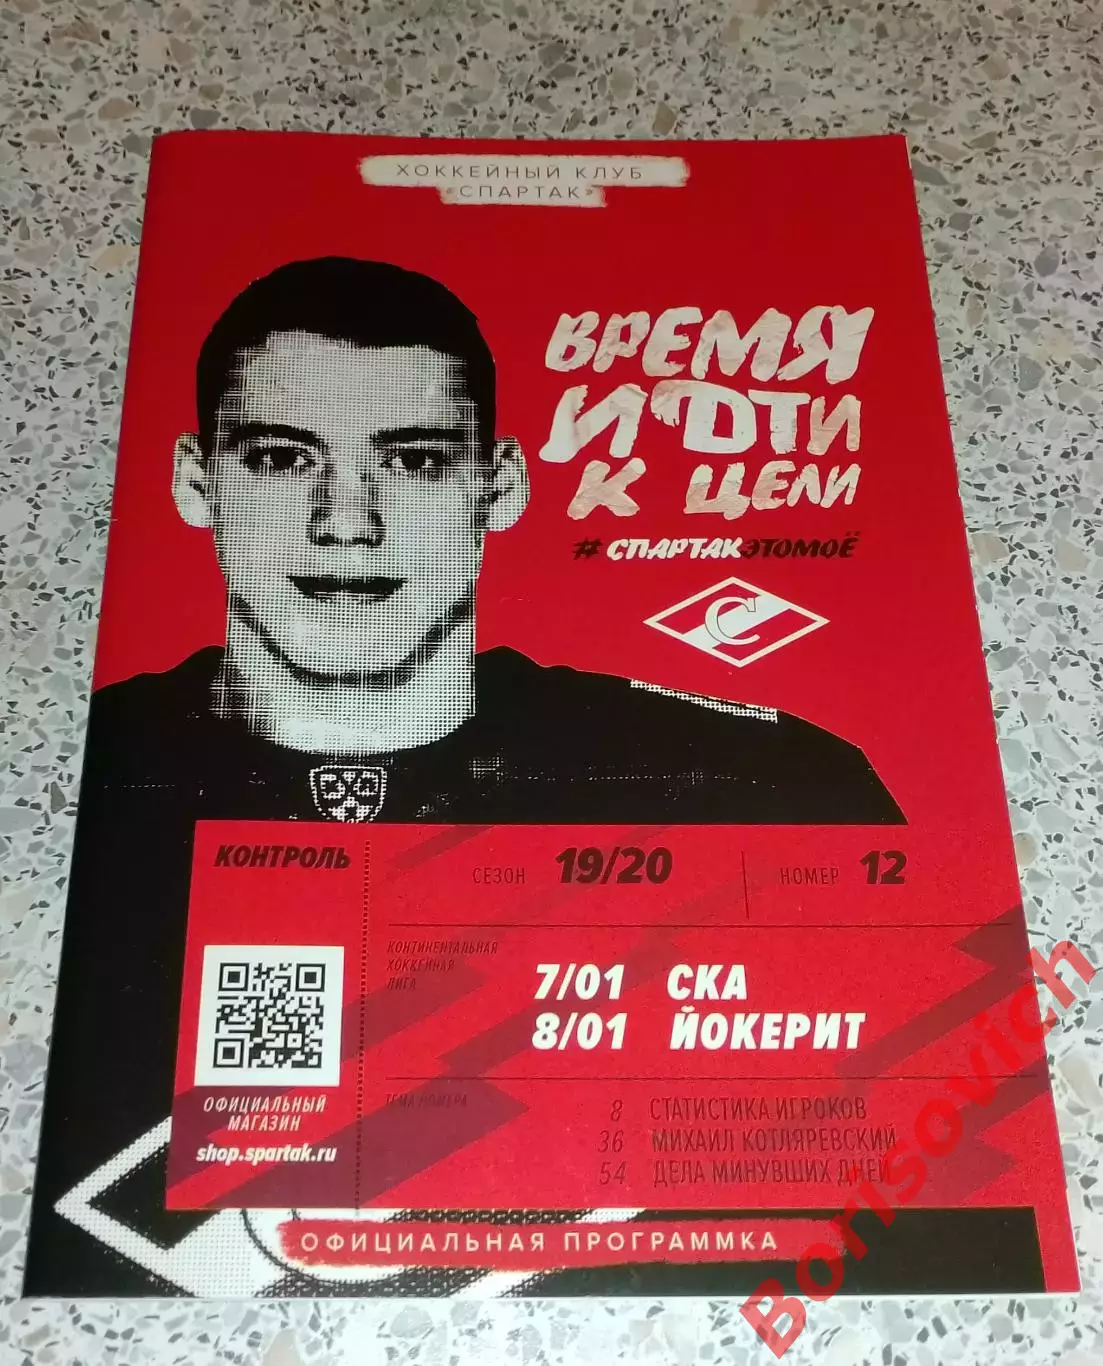 ХОККЕЙНЫЙ КЛУБ
«СПАРТАК»
ВРЕМЯ
ИДТИ
К ЦЕЛИ
#СПАРТАКЭТОМОЁ
С
КОНТРОЛЬ
СЕЗОН 19/20 НОМЕР 12
КОНТИНЕНТАЛЬНАЯ
ХОККЕЙНАЯ
ЛИГА
7/01 СКА
8/01 ЙОКЕРИТ
ОФИЦИАЛЬНЫЙ
МАГАЗИН
shop.spartak.ru
ТЕМА НОМЕРА
8 СТАТИСТИКА ИГРОКОВ
36 МИХАИЛ КОТЛЯРЕВСКИЙ
54 ДЕЛА МИНУВШИХ ДНЕЙ
ОФИЦИАЛЬНАЯ ПРОГРАММКА
Borisovich